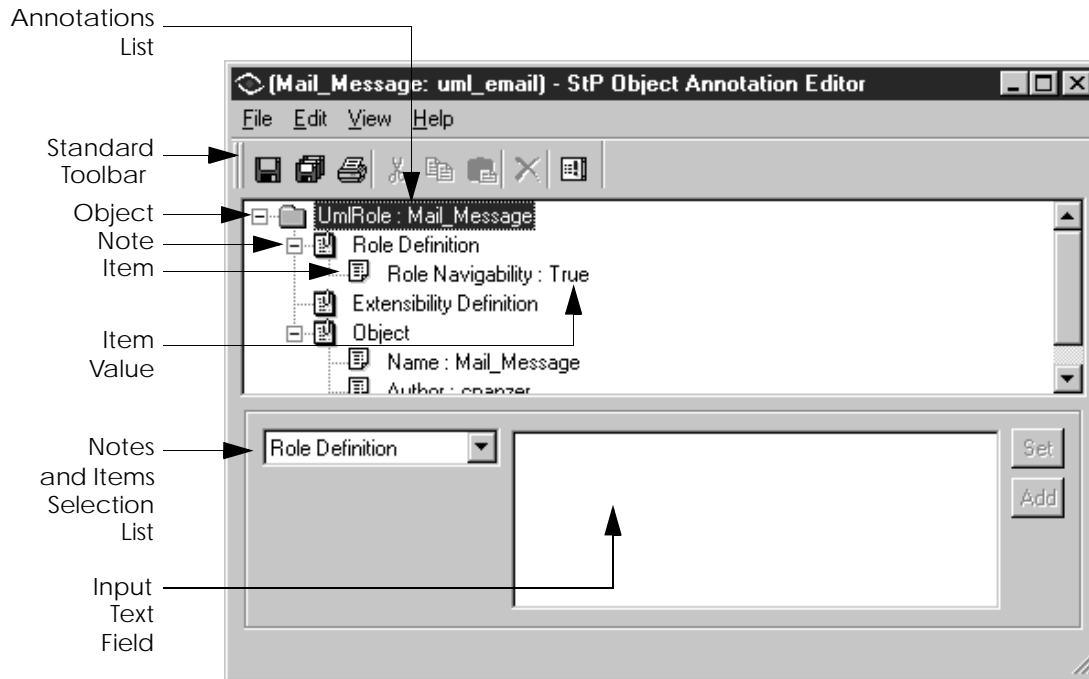 Annotations
List
(Mail_Message: uml_email) - StP Object Annotation Editor
File Edit View Help
Standard
Toolbar
Object
UmlRole : Mail_Message
Note
Role Definition
Item
Role Navigability : True
Extensibility Definition
Item
Value
Object
Name : Mail_Message
Author : cpanzer
Notes
and Items
Selection
List
Role Definition
Set
Add
Input
Text
Field